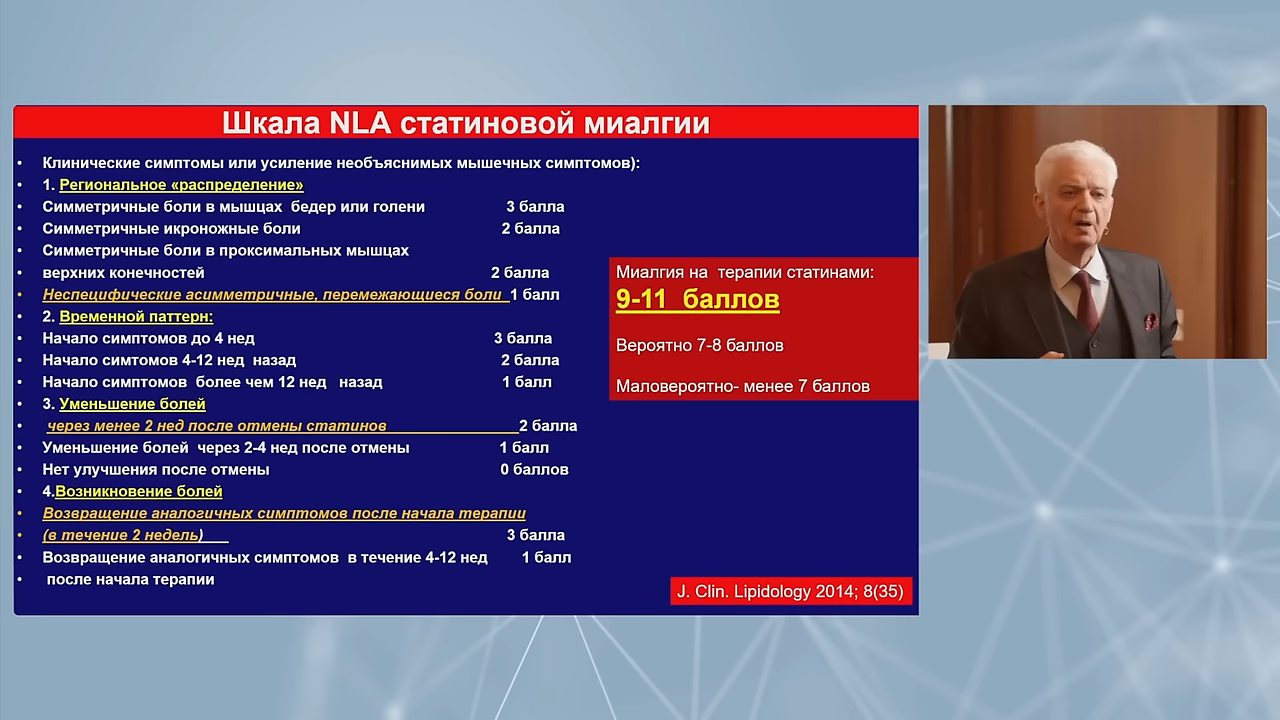 Шкала NLA статиновой миалгии
• Клинические симптомы или усиление необъяснимых мышечных симптомов):
• 1. Региональное «распределение»
• Симметричные боли в мышцах бедер или голени 3 балла
• Симметричные икроножные боли 2 балла
• Симметричные боли в проксимальных мышцах
• верхних конечностей 2 балла
• Неспецифические асимметричные, перемежающиеся боли 1 балл
• 2. Временной паттерн:
• Начало симптомов до 4 нед 3 балла
• Начало симтомов 4-12 нед назад 2 балла
• Начало симптомов более чем 12 нед назад 1 балл
• 3. Уменьшение болей
• через менее 2 нед после отмены статинов 2 балла
• Уменьшение болей через 2-4 нед после отмены 1 балл
• Нет улучшения после отмены 0 баллов
• 4.Возникновение болей
• Возвращение аналогичных симптомов после начала терапии
• (в течение 2 недель) 3 балла
• Возвращение аналогичных симптомов в течение 4-12 нед 1 балл
• после начала терапии
Миалгия на терапии статинами:
9-11 баллов
Вероятно 7-8 баллов
Маловероятно- менее 7 баллов
J. Clin. Lipidology 2014; 8(35)